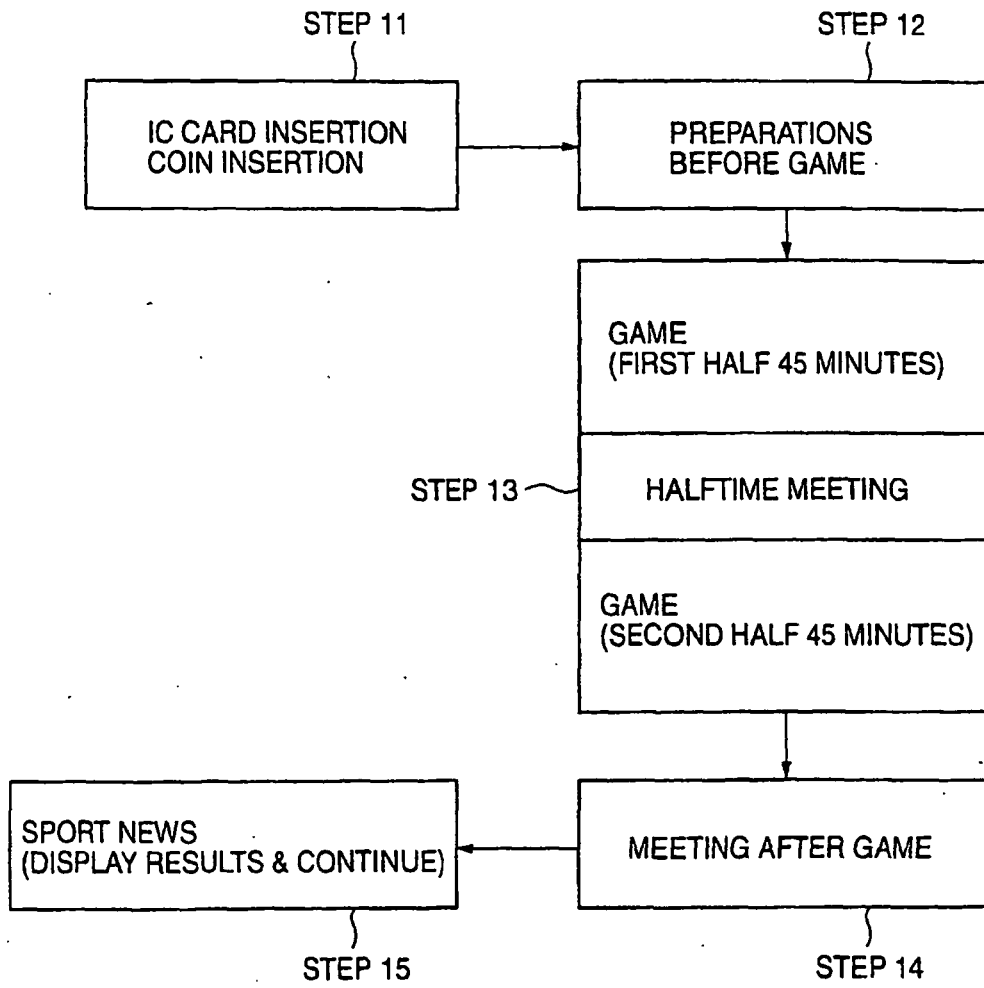 STEP 11
STEP 12
IC CARD INSERTION
COIN INSERTION
PREPARATIONS
BEFORE GAME
GAME
(FIRST HALF 45 MINUTES)
STEP 13
HALFTIME MEETING
GAME
(SECOND HALF 45 MINUTES)
SPORT NEWS
(DISPLAY RESULTS & CONTINUE)
MEETING AFTER GAME
STEP 15
STEP 14